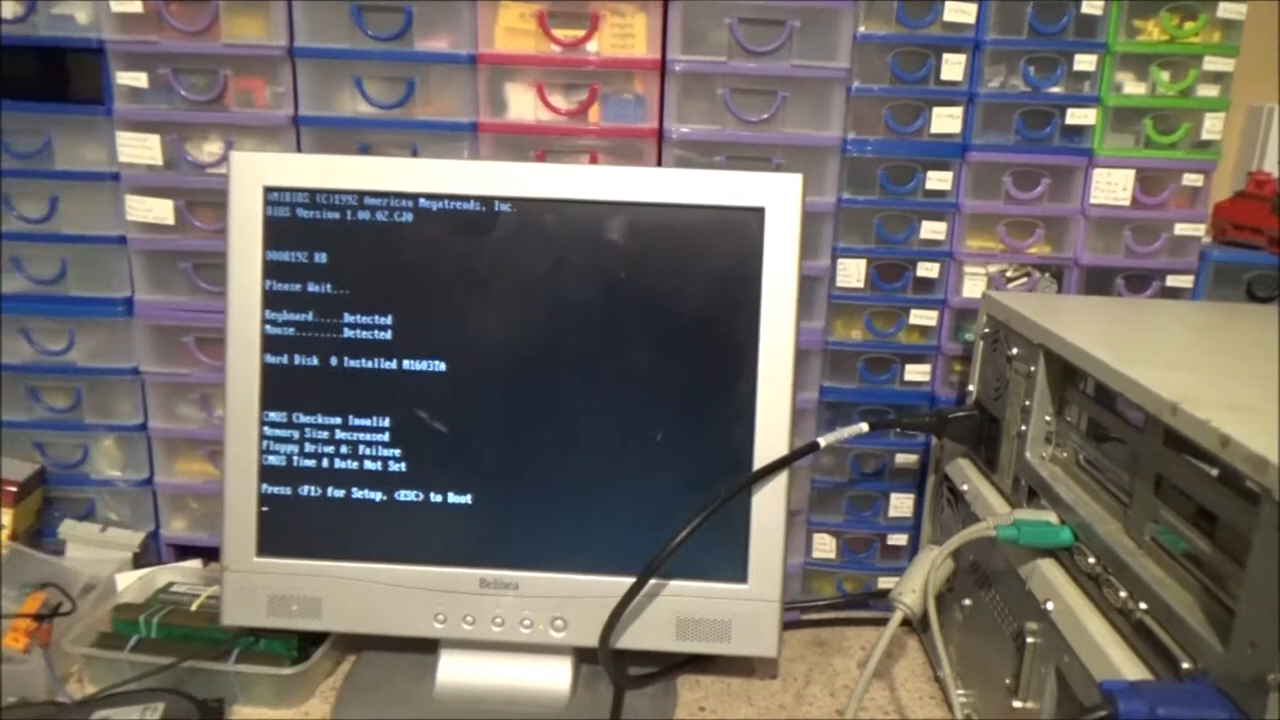 AMIBIOS (C)1992 American Megatrends, Inc.
BIOS Version 1.00.02.CJ0
0008192 KB
Please Wait...
Keyboard.....Detected
Mouse........Detected
Hard Disk 0 Installed M1603TA
CMOS Checksum Invalid
Memory Size Decreased
Floppy Drive A: Failure
CMOS Time & Date Not Set
Press <F1> for Setup, <ESC> to Boot
Belinea